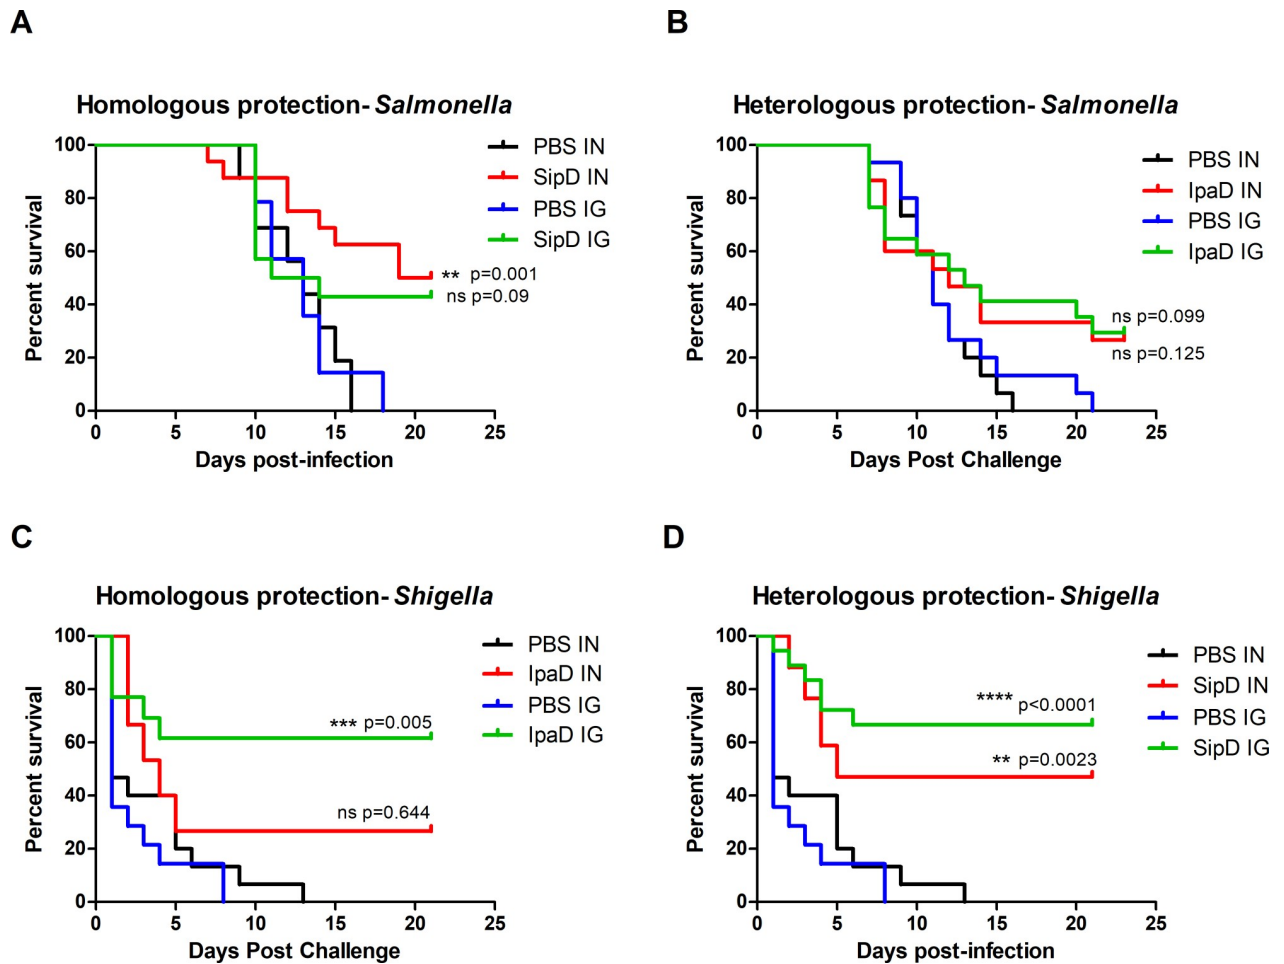 A
Homologous protection- Salmonella
Percent survival
100
80
60
40
20
0
0 5 10 15 20 25
Days post-infection
PBS IN
SipD IN
PBS IG
SipD IG
** p=0.001
ns p=0.09
B
Heterologous protection- Salmonella
Percent survival
100
80
60
40
20
0
0 5 10 15 20 25
Days Post Challenge
PBS IN
IpaD IN
PBS IG
IpaD IG
ns p=0.099
ns p=0.125
C
Homologous protection- Shigella
Percent survival
100
80
60
40
20
0
0 5 10 15 20 25
Days Post Challenge
PBS IN
IpaD IN
PBS IG
IpaD IG
*** p=0.005
ns p=0.644
D
Heterologous protection- Shigella
Percent survival
100
80
60
40
20
0
0 5 10 15 20 25
Days post-infection
PBS IN
SipD IN
PBS IG
SipD IG
**** p<0.0001
** p=0.0023